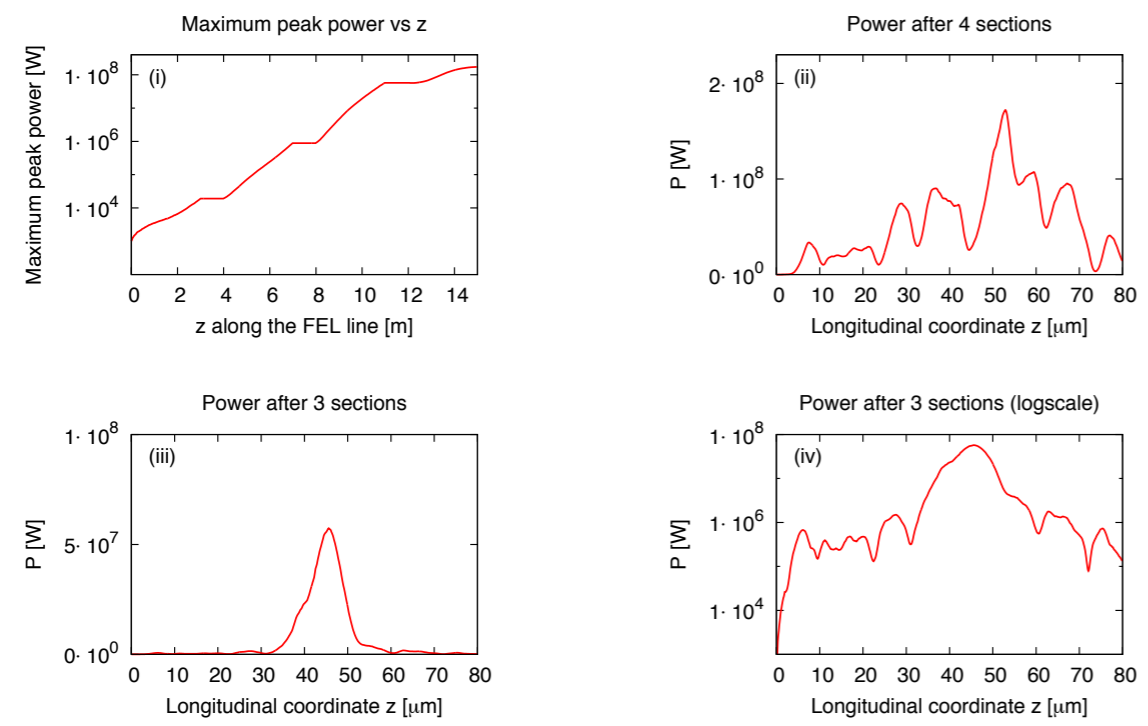 Maximum peak power vs z
Maximum peak power [W]
1· 10^8
1· 10^6
1· 10^4
(i)
0 2 4 6 8 10 12 14
z along the FEL line [m]
Power after 4 sections
P [W]
2· 10^8
1· 10^8
0· 10^0
(ii)
0 10 20 30 40 50 60 70 80
Longitudinal coordinate z [μm]
Power after 3 sections
P [W]
1· 10^8
5· 10^7
0· 10^0
(iii)
0 10 20 30 40 50 60 70 80
Longitudinal coordinate z [μm]
Power after 3 sections (logscale)
P [W]
1· 10^8
1· 10^6
1· 10^4
(iv)
0 10 20 30 40 50 60 70 80
Longitudinal coordinate z [μm]